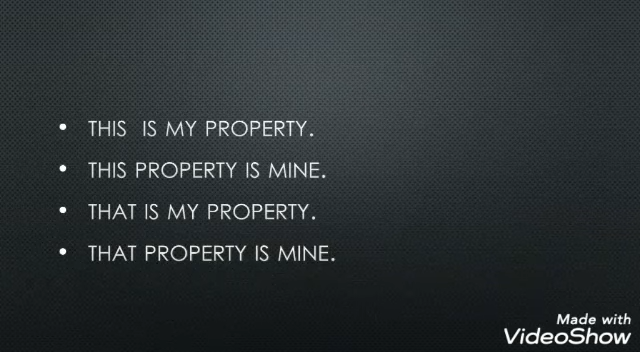 • THIS  IS MY PROPERTY.
• THIS PROPERTY IS MINE.
• THAT IS MY PROPERTY.
• THAT PROPERTY IS MINE.
Made with
VideoShow